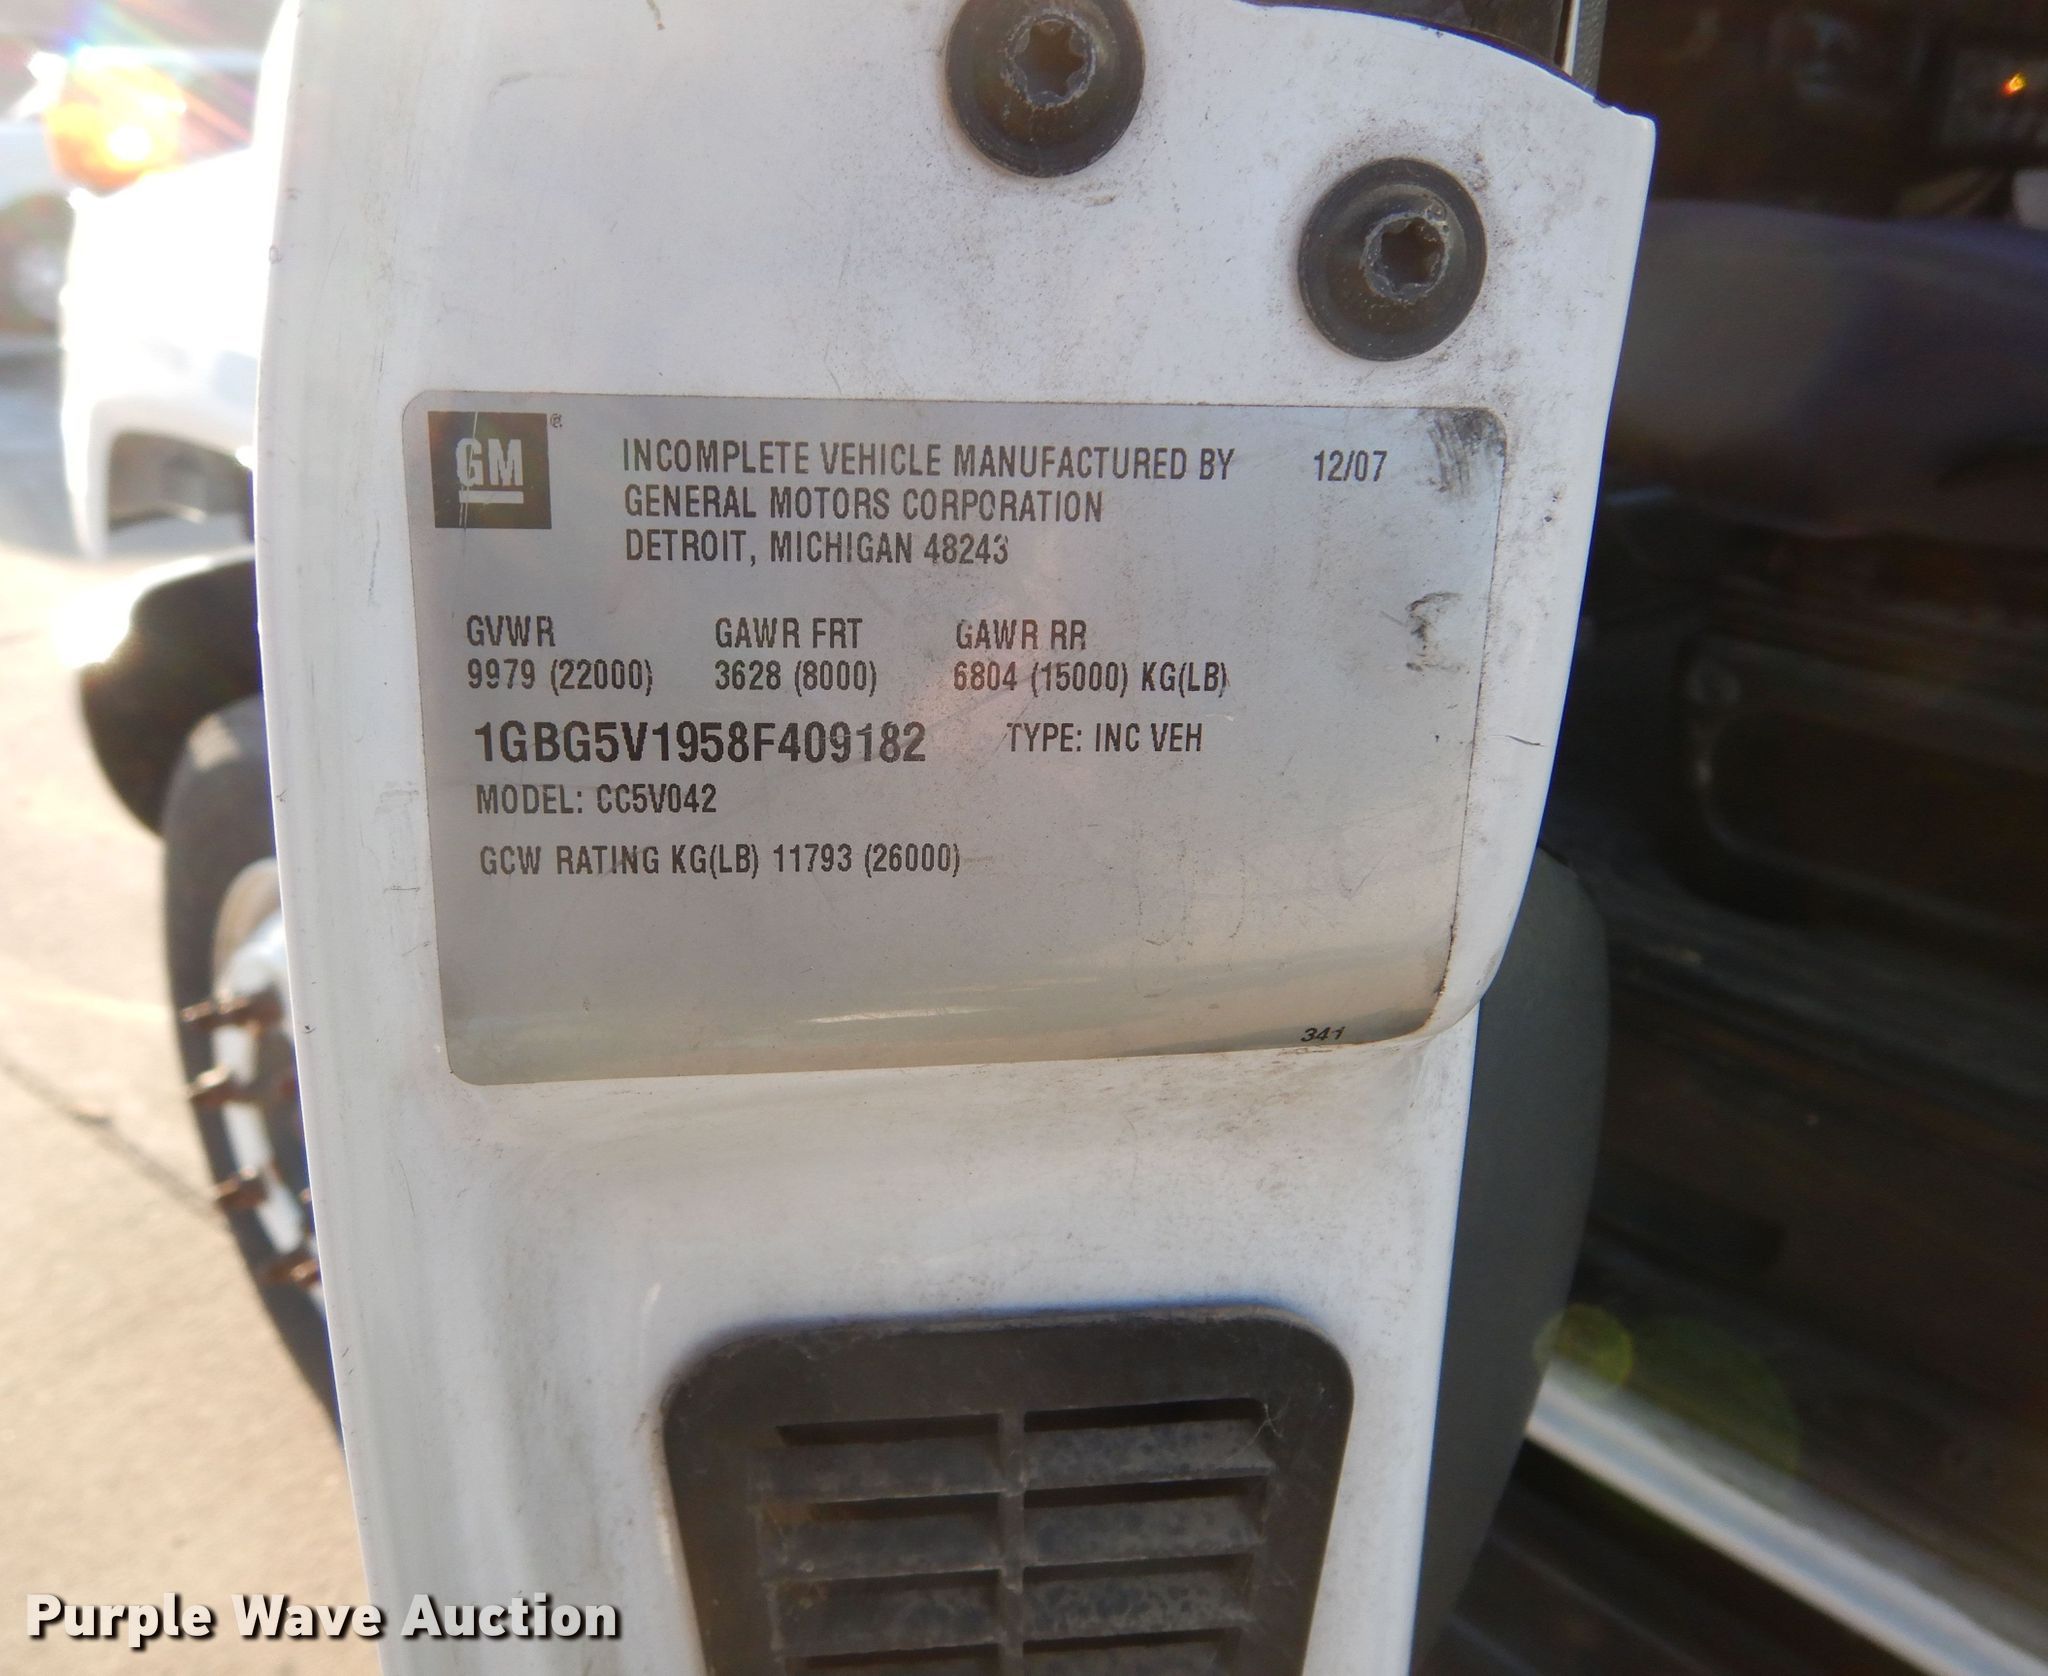 GM
INCOMPLETE VEHICLE MANUFACTURED BY 12/07
GENERAL MOTORS CORPORATION
DETROIT, MICHIGAN 48243
GVWR GAWR FRT GAWR RR
9979 (22000) 3628 (8000) 6804 (15000) KG(LB)
1GBG5V1958F409182 TYPE: INC VEH
MODEL: CC5V042
GCW RATING KG(LB) 11793 (26000)
341
Purple Wave Auction